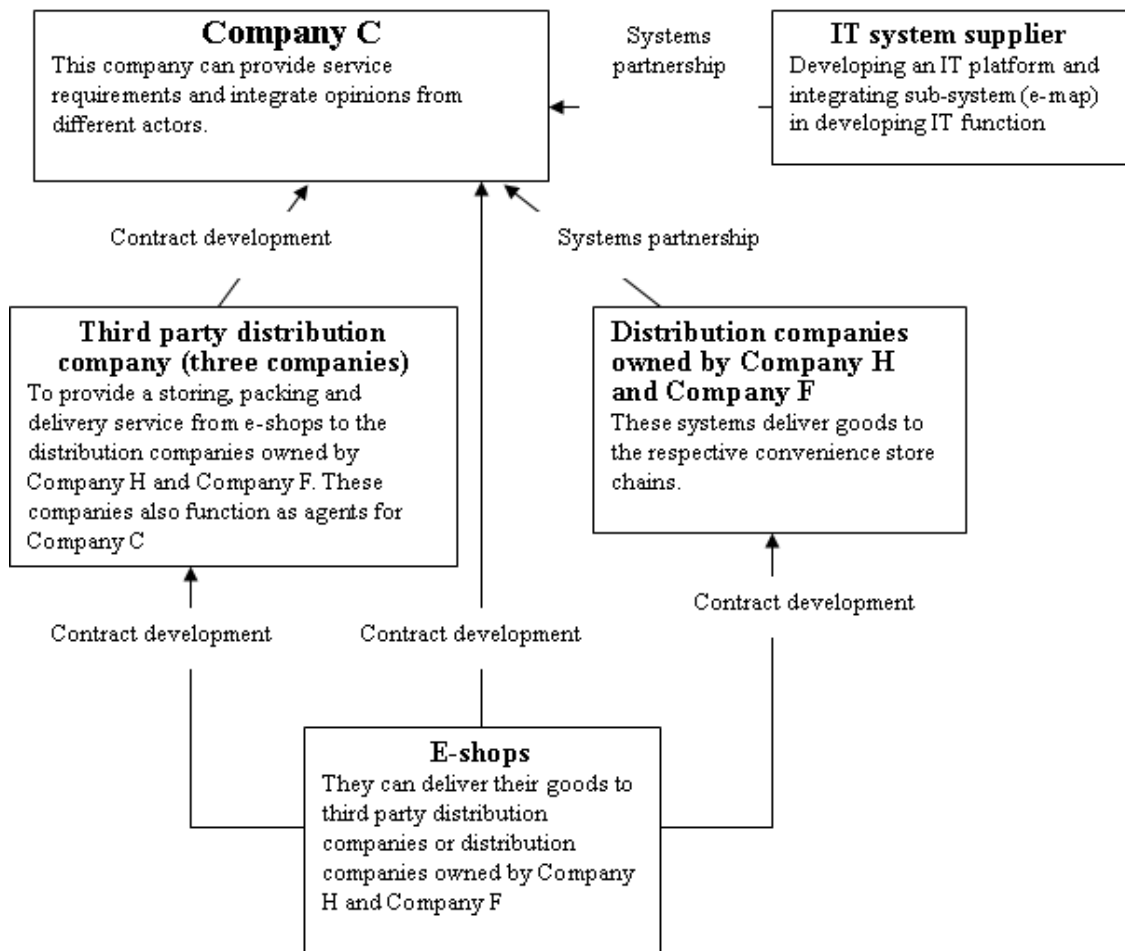 Company C
This company can provide service
requirements and integrate opinions from
different actors.
Systems
partnership
IT system supplier
Developing an IT platform and
integrating sub-system (e-map)
in developing IT function
Contract development
Systems partnership
Third party distribution
company (three companies)
To provide a storing, packing and
delivery service from e-shops to the
distribution companies owned by
Company H and Company F. These
companies also function as agents for
Company C
Distribution companies
owned by Company H
and Company F
These systems deliver goods to
the respective convenience store
chains.
Contract development
Contract development
Contract development
E-shops
They can deliver their goods to
third party distribution
companies or distribution
companies owned by Company
H and Company F